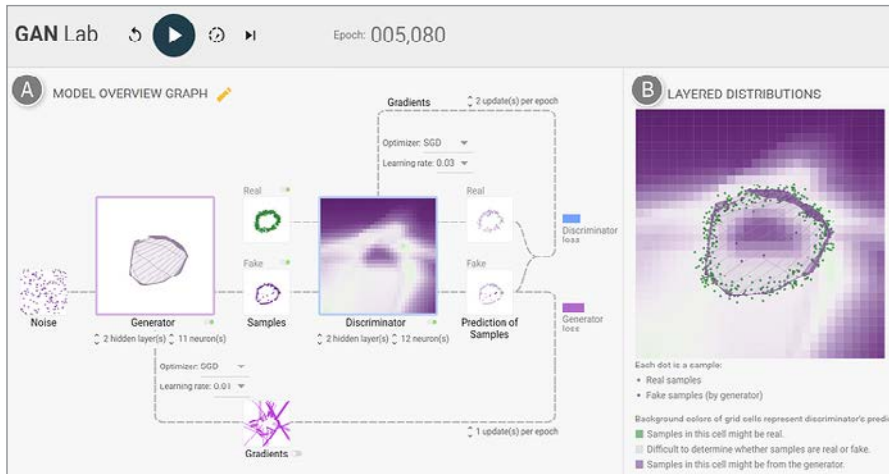 GAN Lab
Epoch: 005,080
A MODEL OVERVIEW GRAPH
Gradients
2 update(s) per epoch
Optimizer: SGD
Learning rate: 0.03
Real
Real
Fake
Fake
Discriminator loss
Generator loss
Noise
Generator
2 hidden layer(s) 11 neuron(s)
Samples
Discriminator
2 hidden layer(s) 12 neuron(s)
Prediction of
Samples
Optimizer: SGD
Learning rate: 0.01
Gradients
1 update(s) per epoch
B LAYERED DISTRIBUTIONS
Each dot is a sample:
• Real samples
• Fake samples (by generator)
Background colors of grid cells represent discriminator's predi
Samples in this cell might be real.
Difficult to determine whether samples are real or fake.
Samples in this cell might be from the generator.